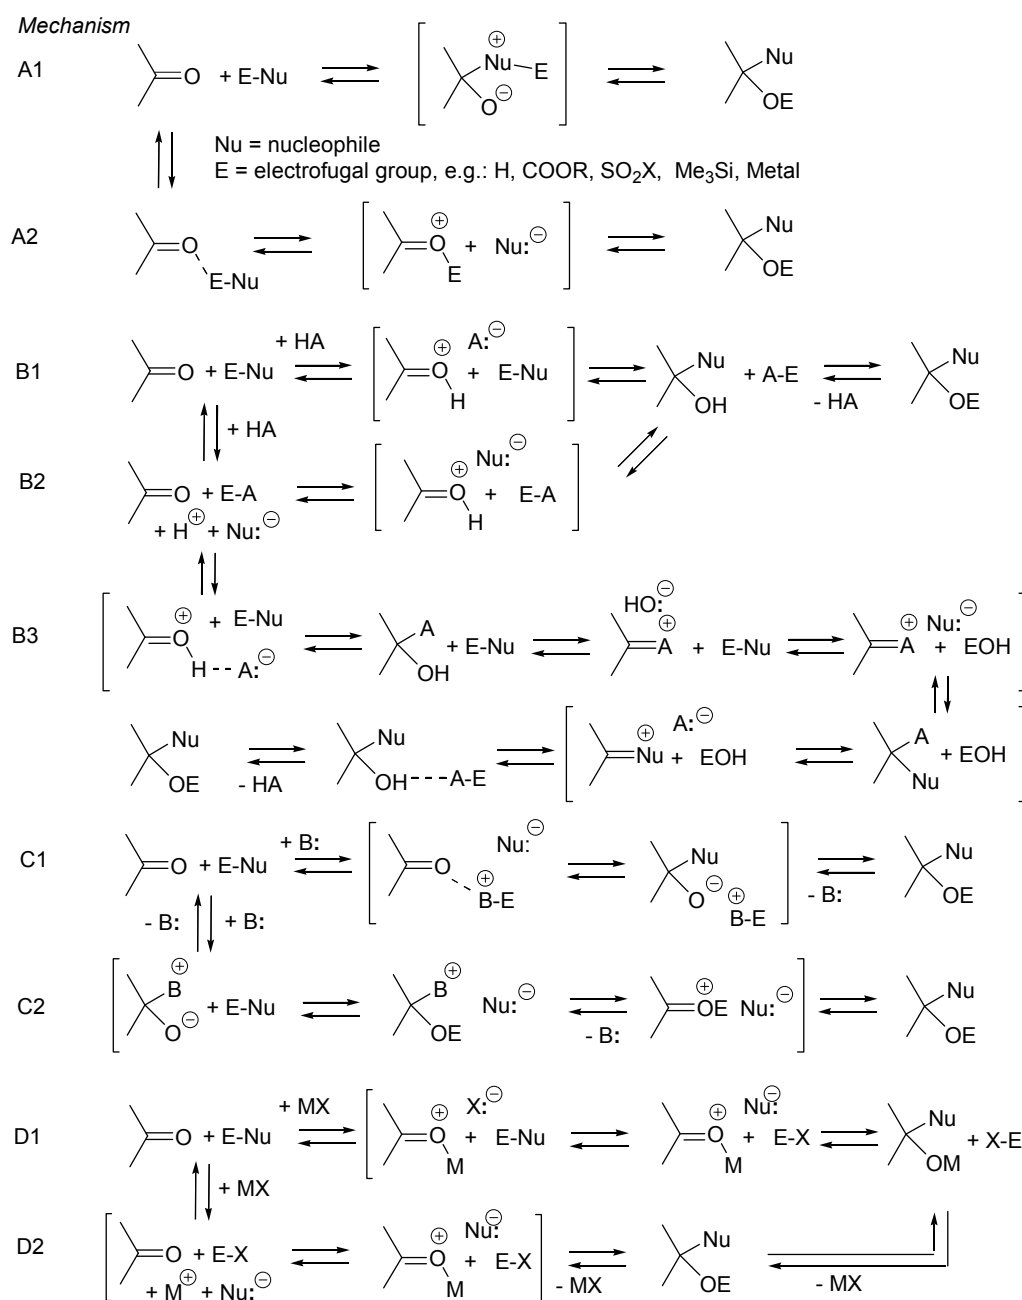 Mechanism
A1
O + E-Nu
⊕
Nu
E
O ⊖
Nu
OE
Nu = nucleophile
E = electrofugal group, e.g.: H, COOR, SO2X, Me3Si, Metal
A2
O
E-Nu
⊕
O + Nu: ⊖
E
Nu
OE
B1
O + E-Nu
+ HA
A: ⊖
⊕
O + E-Nu
H
Nu
OH
+ A-E
- HA
Nu
OE
+ HA
B2
O + E-A
+ H ⊕ + Nu: ⊖
Nu: ⊖
⊕
O + E-A
H
B3
⊕
O + E-Nu
H -- A: ⊖
A
OH
+ E-Nu
HO: ⊖
⊕
A + E-Nu
⊕ Nu: ⊖
A + EOH
Nu
OE
- HA
Nu
OH---A-E
⊕ A: ⊖
Nu + EOH
A
Nu
+ EOH
C1
O + E-Nu
+ B:
Nu: ⊖
O
⊕
B-E
Nu
O ⊖ ⊕
B-E
- B:
Nu
OE
- B: + B:
C2
⊕
B
O ⊖
+ E-Nu
⊕
B
OE
Nu: ⊖
- B:
⊕
OE Nu: ⊖
Nu
OE
D1
O + E-Nu
+ MX
⊕ X: ⊖
O + E-Nu
M
⊕ Nu: ⊖
O + E-X
M
Nu
OM
+ X-E
+ MX
D2
O + E-X
+ M ⊕ + Nu: ⊖
⊕ Nu: ⊖
O + E-X
M
- MX
Nu
OE
- MX